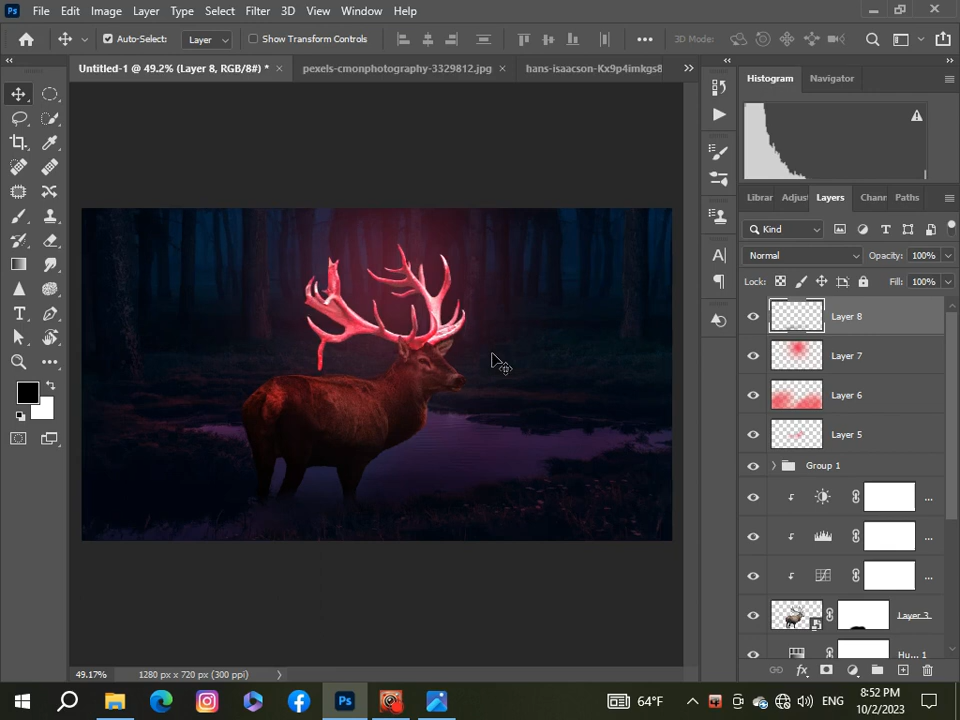 Ps File Edit Image Layer Type Select Filter 3D View Window Help
Auto-Select: Layer Show Transform Controls 3D Mode:
Untitled-1 @ 49.2% (Layer 8, RGB/8#) * × pexels-cmonphotography-3329812.jpg × hans-isaacson-Kx9p4imkgs8
Histogram Navigator
Librar Adjus Layers Chann Paths
Kind
Normal Opacity: 100%
Lock: Fill: 100%
Layer 8
Layer 7
Layer 6
Layer 5
Group 1
...
...
...
Layer 3
Hu... 1
49.17% 1280 px x 720 px (300 ppi)
64°F ENG 8:52 PM
10/2/2023